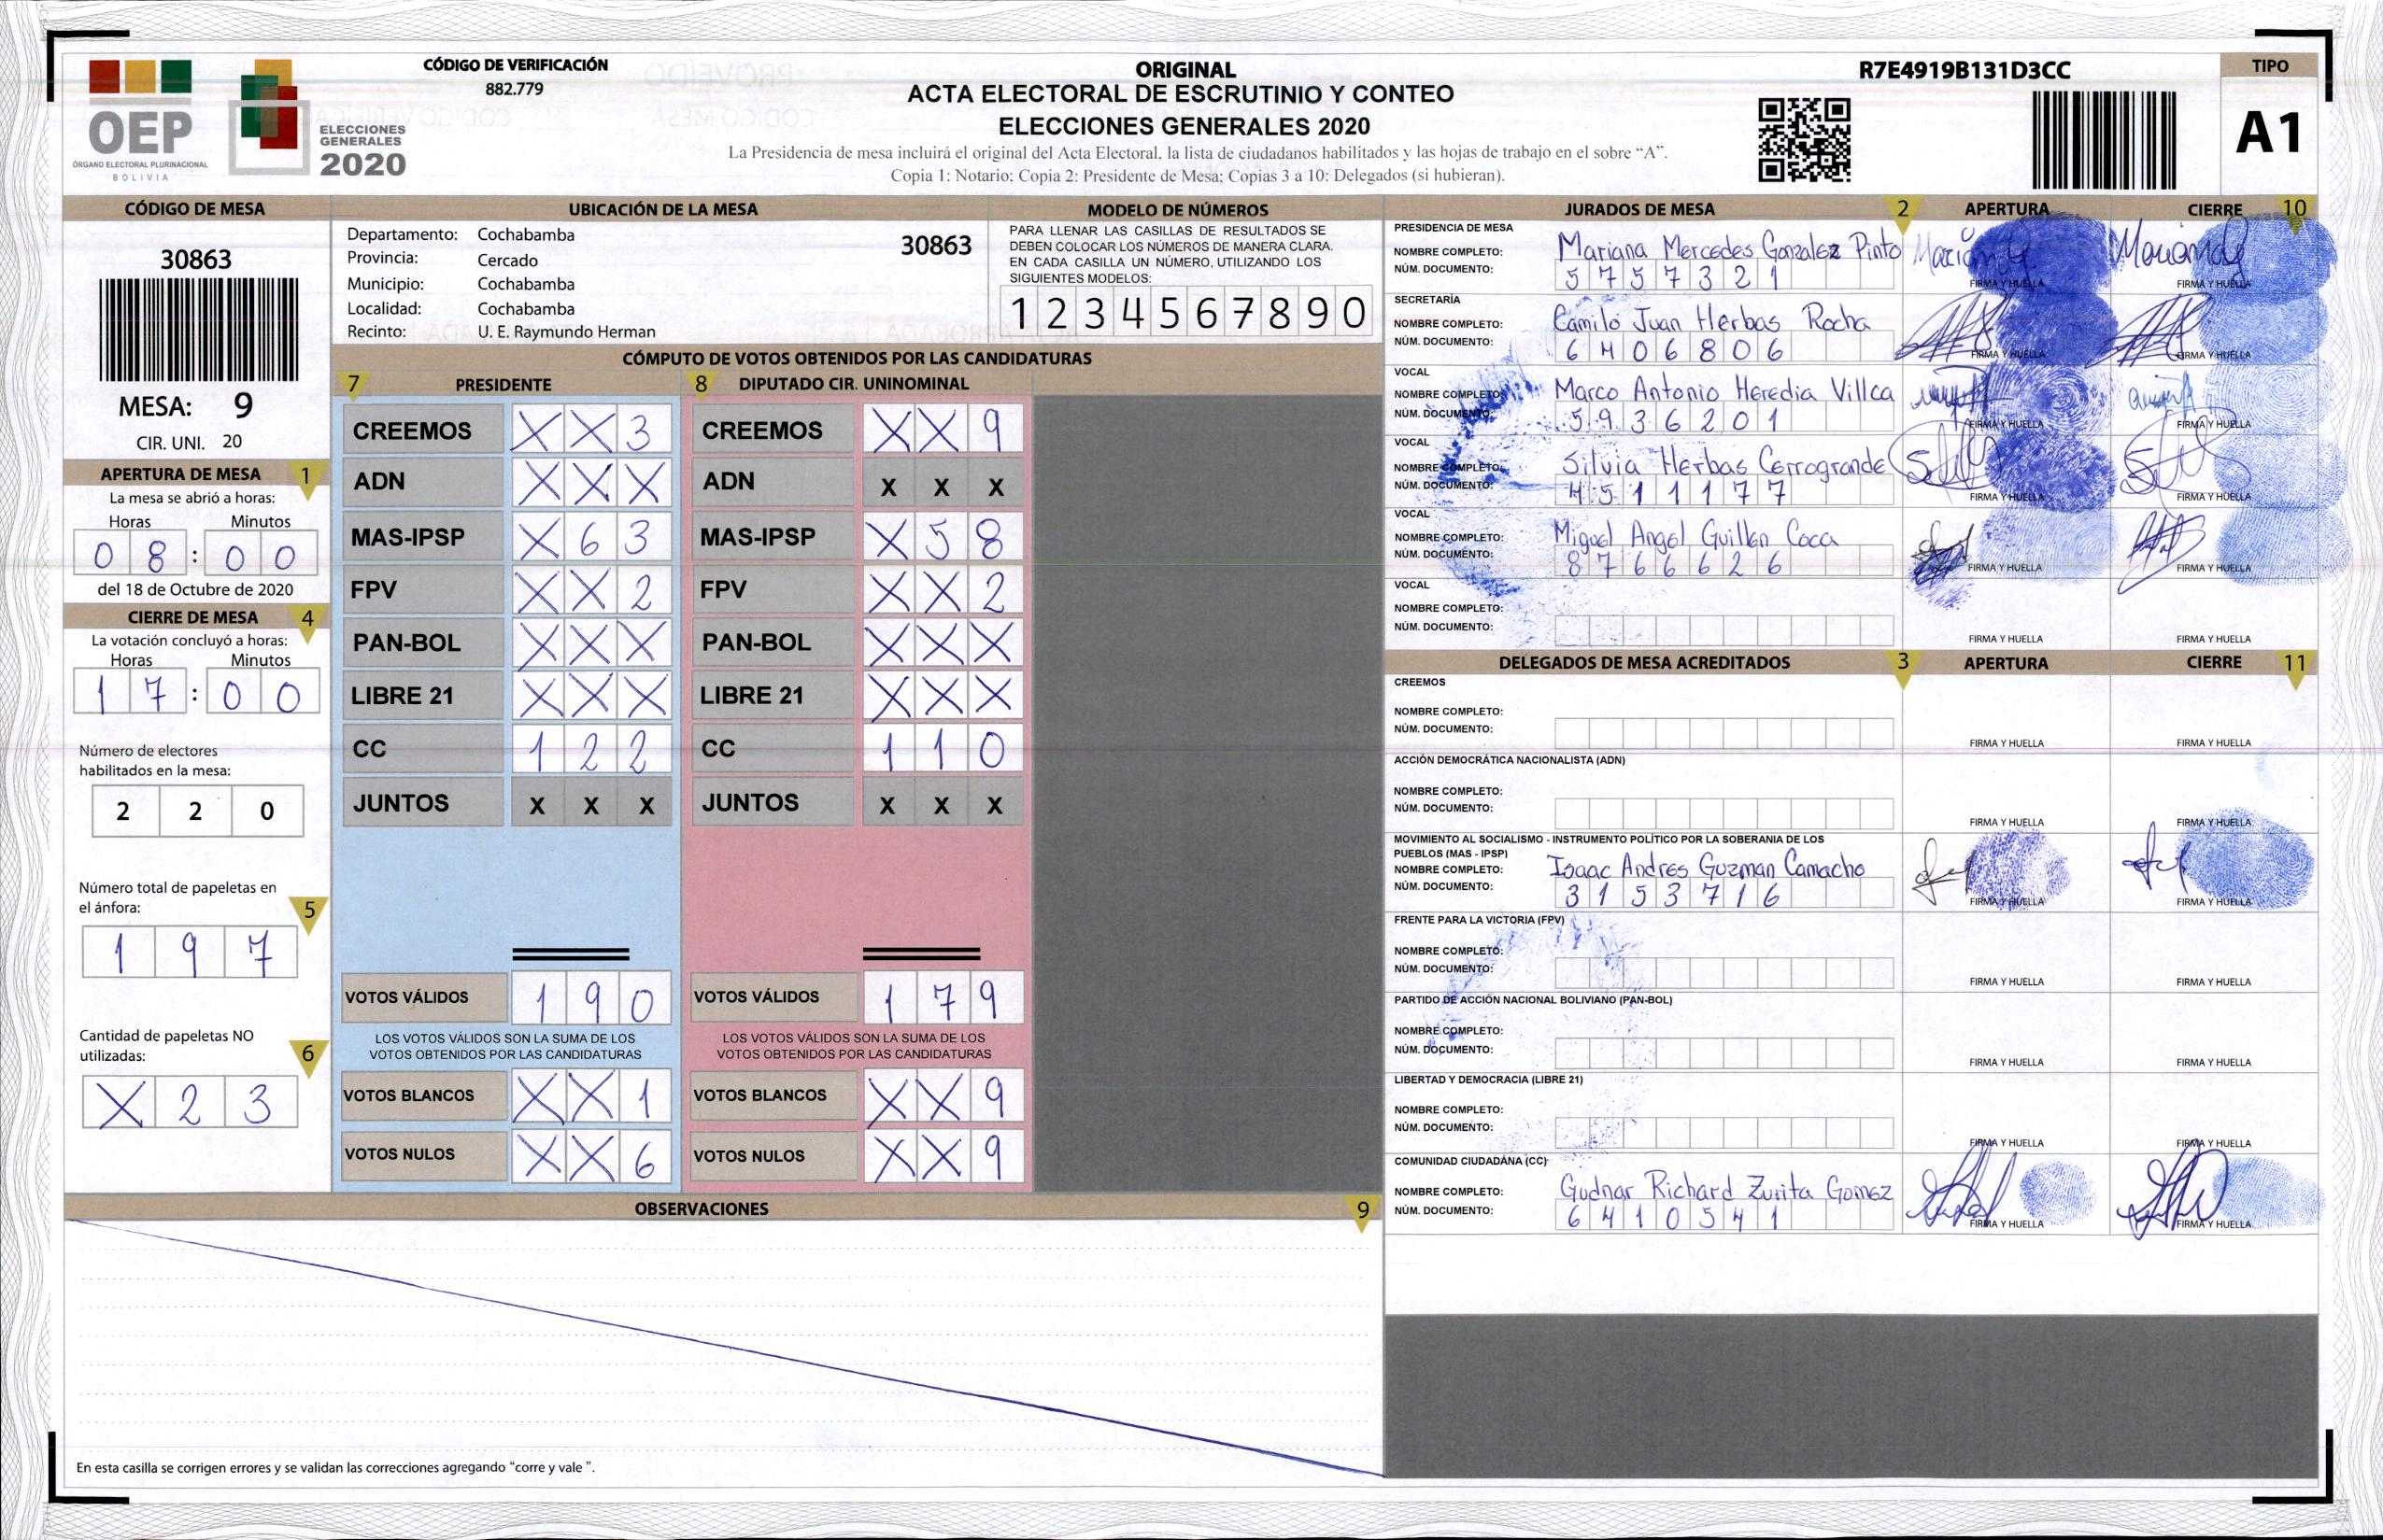 OEP
ÓRGANO ELECTORAL PLURINACIONAL
BOLIVIA
ELECCIONES
GENERALES
2020
CÓDIGO DE VERIFICACIÓN
882.779
ORIGINAL
ACTA ELECTORAL DE ESCRUTINIO Y CONTEO
ELECCIONES GENERALES 2020
La Presidencia de mesa incluirá el original del Acta Electoral, la lista de ciudadanos habilitados y las hojas de trabajo en el sobre “A”.
Copia 1: Notario; Copia 2: Presidente de Mesa; Copias 3 a 10: Delegados (si hubieran).
R7E4919B131D3CC
TIPO
A1
CÓDIGO DE MESA
30863
MESA: 9
CIR. UNI. 20
APERTURA DE MESA 1
La mesa se abrió a horas:
Horas Minutos
0 8 : 0 0
del 18 de Octubre de 2020
CIERRE DE MESA 4
La votación concluyó a horas:
Horas Minutos
1 7 : 0 0
Número de electores
habilitados en la mesa:
2 2 0
Número total de papeletas en
el ánfora: 5
1 9 7
Cantidad de papeletas NO
utilizadas: 6
X 2 3
UBICACIÓN DE LA MESA
Departamento: Cochabamba
30863
Provincia: Cercado
Municipio: Cochabamba
Localidad: Cochabamba
Recinto: U. E. Raymundo Herman
MODELO DE NÚMEROS
PARA LLENAR LAS CASILLAS DE RESULTADOS SE
DEBEN COLOCAR LOS NÚMEROS DE MANERA CLARA.
EN CADA CASILLA UN NÚMERO, UTILIZANDO LOS
SIGUIENTES MODELOS:
1 2 3 4 5 6 7 8 9 0
CÓMPUTO DE VOTOS OBTENIDOS POR LAS CANDIDATURAS
7 PRESIDENTE 8 DIPUTADO CIR. UNINOMINAL
CREEMOS X X 3 CREEMOS X X 9
ADN X X X ADN X X X
MAS-IPSP X 6 3 MAS-IPSP X 5 8
FPV X X 2 FPV X X 2
PAN-BOL X X X PAN-BOL X X X
LIBRE 21 X X X LIBRE 21 X X X
CC 1 2 2 CC 1 1 0
JUNTOS X X X JUNTOS X X X
VOTOS VÁLIDOS 1 9 0 VOTOS VÁLIDOS 1 7 9
LOS VOTOS VÁLIDOS SON LA SUMA DE LOS LOS VOTOS VÁLIDOS SON LA SUMA DE LOS
VOTOS OBTENIDOS POR LAS CANDIDATURAS VOTOS OBTENIDOS POR LAS CANDIDATURAS
VOTOS BLANCOS X X 1 VOTOS BLANCOS X X 9
VOTOS NULOS X X 6 VOTOS NULOS X X 9
OBSERVACIONES 9
En esta casilla se corrigen errores y se validan las correcciones agregando “corre y vale ”.
JURADOS DE MESA 2 APERTURA CIERRE 10
PRESIDENCIA DE MESA
NOMBRE COMPLETO: Mariana Mercedes Gonzalez Pinto
NÚM. DOCUMENTO: 5 7 5 7 3 2 1
FIRMA Y HUELLA FIRMA Y HUELLA
SECRETARÍA
NOMBRE COMPLETO: Camilo Juan Herbas Rocha
NÚM. DOCUMENTO: 6 4 0 6 8 0 6
FIRMA Y HUELLA FIRMA Y HUELLA
VOCAL
NOMBRE COMPLETO: Marco Antonio Heredia Villca
NÚM. DOCUMENTO: 5 9 3 6 2 0 1
FIRMA Y HUELLA FIRMA Y HUELLA
VOCAL
NOMBRE COMPLETO: Silvia Herbas Cerrogrande
NÚM. DOCUMENTO: 4 5 1 1 1 7 7
FIRMA Y HUELLA FIRMA Y HUELLA
VOCAL
NOMBRE COMPLETO: Miguel Angel Guillen Coca
NÚM. DOCUMENTO: 8 7 6 6 6 2 6
FIRMA Y HUELLA FIRMA Y HUELLA
VOCAL
NOMBRE COMPLETO:
NÚM. DOCUMENTO:
FIRMA Y HUELLA FIRMA Y HUELLA
DELEGADOS DE MESA ACREDITADOS 3 APERTURA CIERRE 11
CREEMOS
NOMBRE COMPLETO:
NÚM. DOCUMENTO:
FIRMA Y HUELLA FIRMA Y HUELLA
ACCIÓN DEMOCRÁTICA NACIONALISTA (ADN)
NOMBRE COMPLETO:
NÚM. DOCUMENTO:
FIRMA Y HUELLA FIRMA Y HUELLA
MOVIMIENTO AL SOCIALISMO - INSTRUMENTO POLÍTICO POR LA SOBERANIA DE LOS
PUEBLOS (MAS - IPSP)
NOMBRE COMPLETO: Isaac Andres Guzman Camacho
NÚM. DOCUMENTO: 3 1 5 3 7 1 6
FIRMA Y HUELLA FIRMA Y HUELLA
FRENTE PARA LA VICTORIA (FPV)
NOMBRE COMPLETO:
NÚM. DOCUMENTO:
FIRMA Y HUELLA FIRMA Y HUELLA
PARTIDO DE ACCIÓN NACIONAL BOLIVIANO (PAN-BOL)
NOMBRE COMPLETO:
NÚM. DOCUMENTO:
FIRMA Y HUELLA FIRMA Y HUELLA
LIBERTAD Y DEMOCRACIA (LIBRE 21)
NOMBRE COMPLETO:
NÚM. DOCUMENTO:
FIRMA Y HUELLA FIRMA Y HUELLA
COMUNIDAD CIUDADANA (CC)
NOMBRE COMPLETO: Gudnar Richard Zurita Gomez
NÚM. DOCUMENTO: 6 4 1 0 5 4 1
FIRMA Y HUELLA FIRMA Y HUELLA